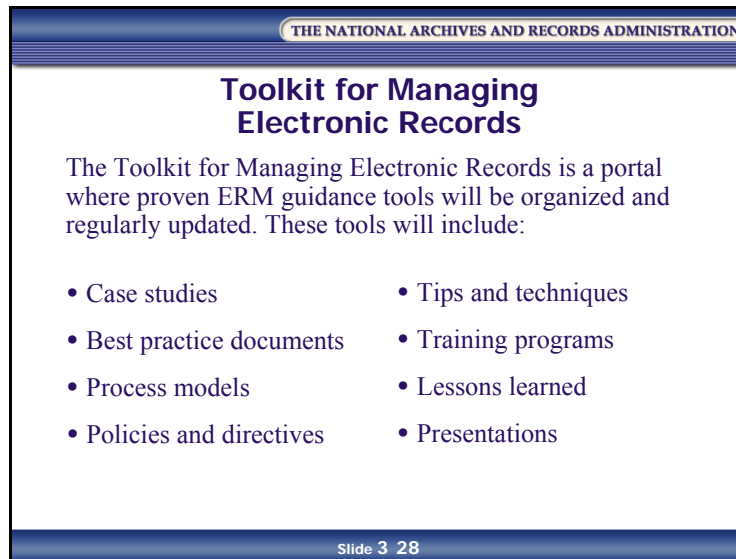 THE NATIONAL ARCHIVES AND RECORDS ADMINISTRATION
Toolkit for Managing
Electronic Records
The Toolkit for Managing Electronic Records is a portal
where proven ERM guidance tools will be organized and
regularly updated. These tools will include:
• Case studies
• Best practice documents
• Process models
• Policies and directives
• Tips and techniques
• Training programs
• Lessons learned
• Presentations
Slide 3 28